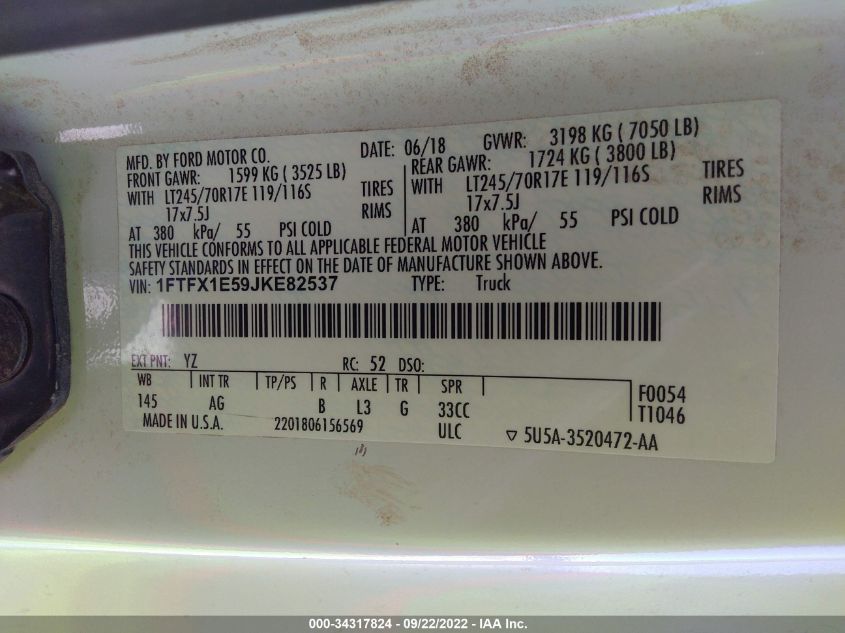 MFD. BY FORD MOTOR CO. DATE: 06/18 GVWR: 3198 KG ( 7050 LB)
FRONT GAWR: 1599 KG ( 3525 LB) REAR GAWR: 1724 KG ( 3800 LB)
WITH LT245/70R17E 119/116S TIRES WITH LT245/70R17E 119/116S TIRES
17x7.5J RIMS 17x7.5J RIMS
AT 380 kPa/ 55 PSI COLD AT 380 kPa/ 55 PSI COLD
THIS VEHICLE CONFORMS TO ALL APPLICABLE FEDERAL MOTOR VEHICLE
SAFETY STANDARDS IN EFFECT ON THE DATE OF MANUFACTURE SHOWN ABOVE.
VIN: 1FTFX1E59JKE82537 TYPE: Truck
EXT PNT: YZ RC: 52 DSO:
WB INT TR TP/PS R AXLE TR SPR
145 AG B L3 G 33CC F0054
T1046
MADE IN U.S.A. 2201806156569 ULC ▽ 5U5A-3520472-AA
000-34317824 - 09/22/2022 - IAA Inc.